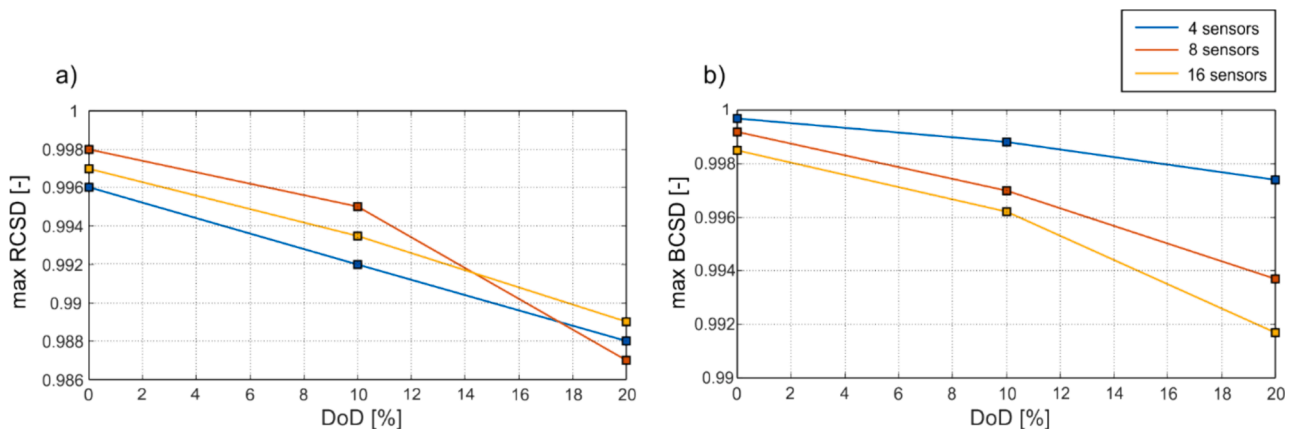 4 sensors
8 sensors
16 sensors
a)
max RCSD [-]
1
0.998
0.996
0.994
0.992
0.99
0.988
0.986
0 2 4 6 8 10 12 14 16 18 20
DoD [%]
b)
max BCSD [-]
1
0.998
0.996
0.994
0.992
0.99
0 2 4 6 8 10 12 14 16 18 20
DoD [%]